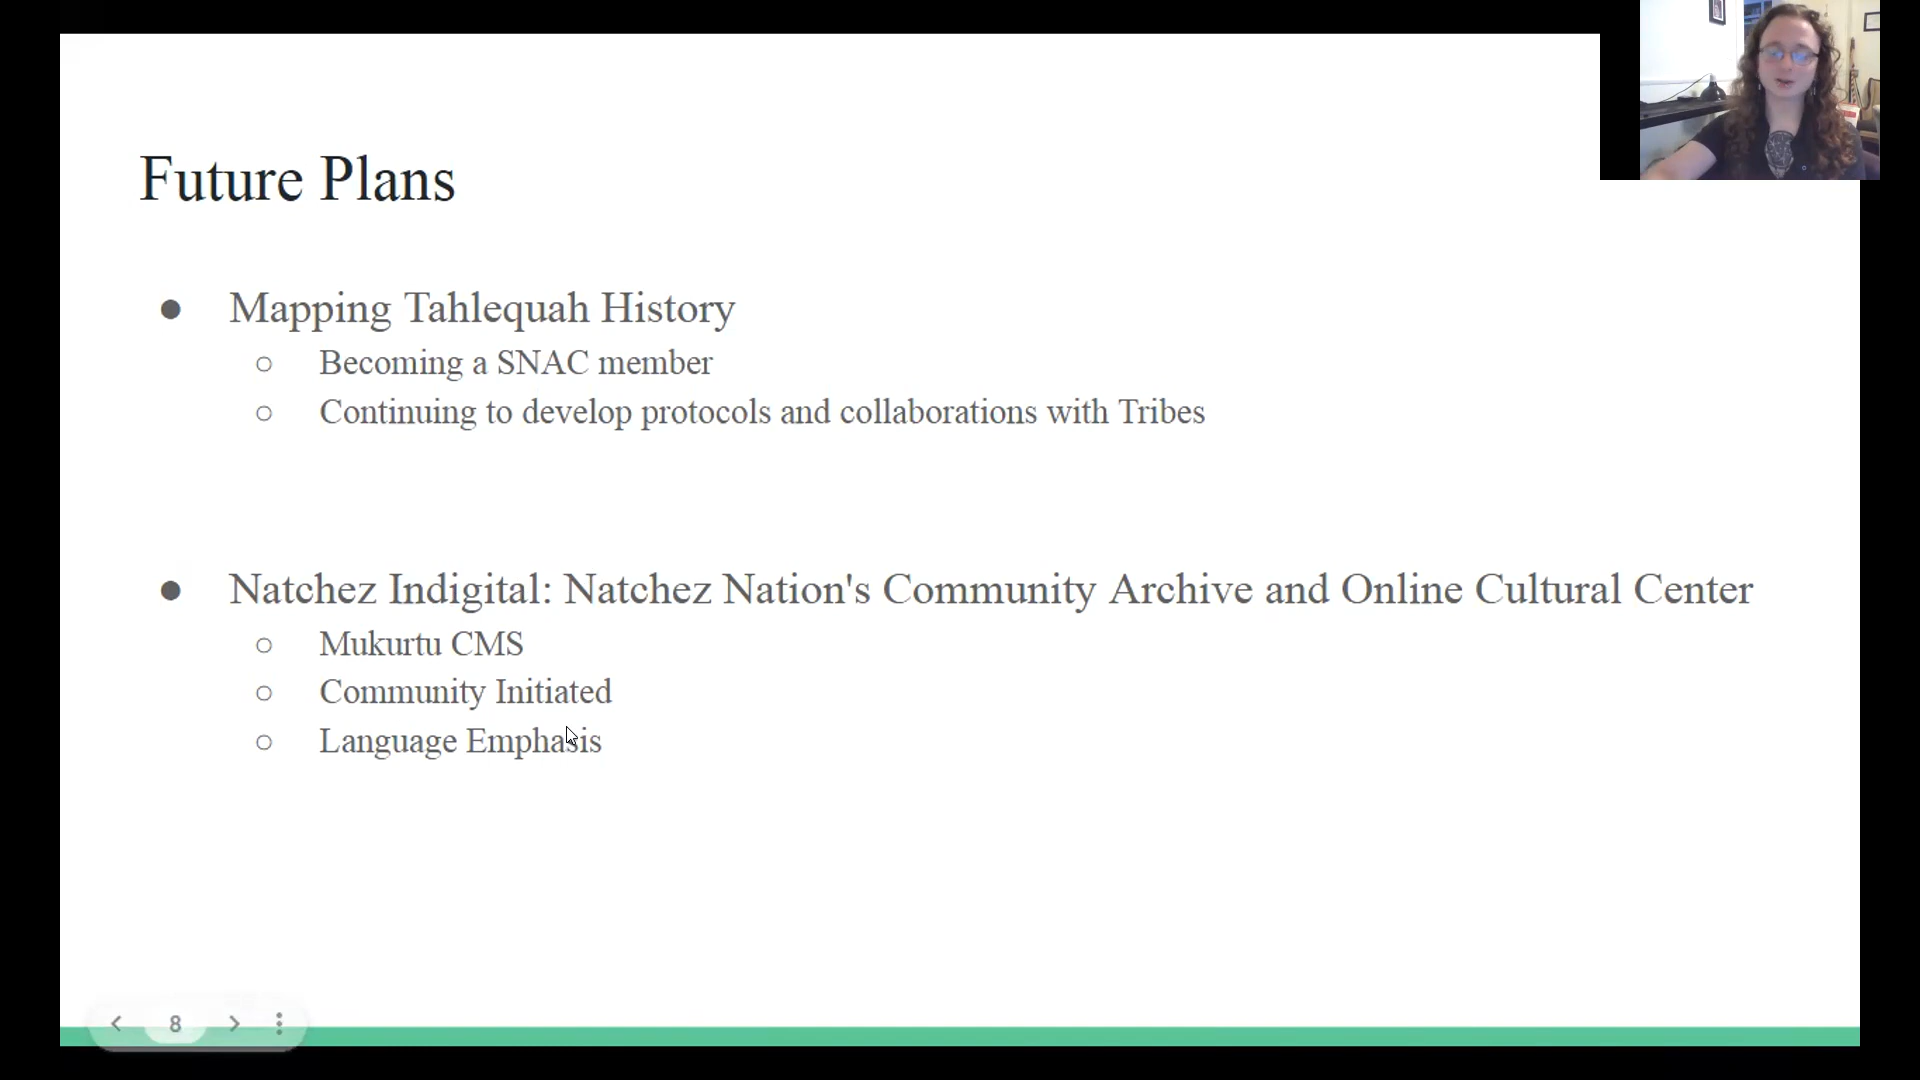 Future Plans
● Mapping Tahlequah History
○ Becoming a SNAC member
○ Continuing to develop protocols and collaborations with Tribes
● Natchez Indigital: Natchez Nation's Community Archive and Online Cultural Center
○ Mukurtu CMS
○ Community Initiated
○ Language Emphasis
8